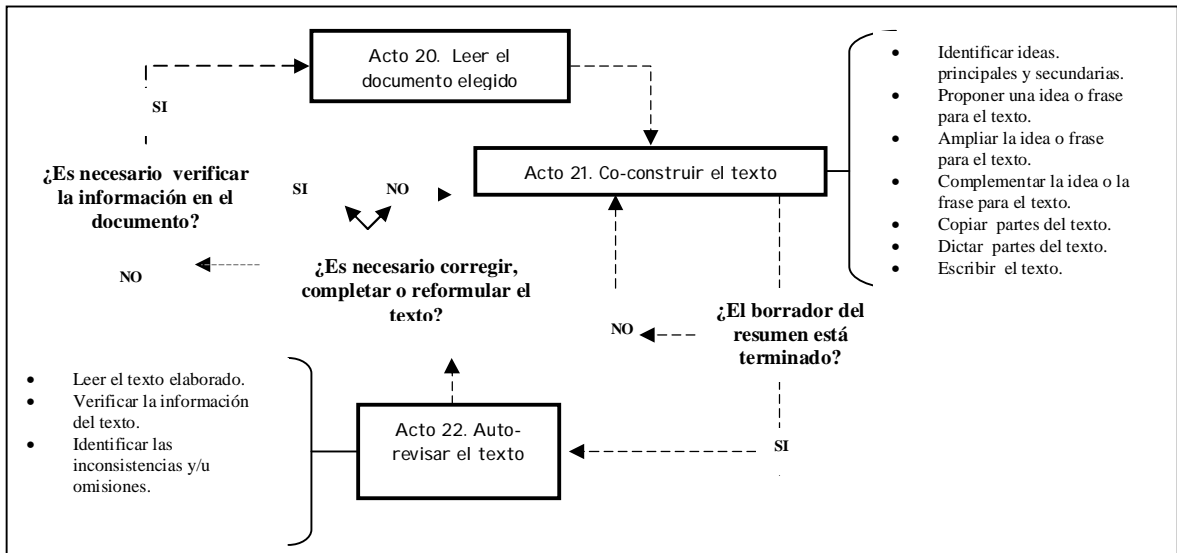 Acto 20. Leer el
documento elegido
SI
¿Es necesario verificar
la información en el
documento?
NO
SI
NO
¿Es necesario corregir,
completar o reformular el
texto?
Acto 21. Co-construir el texto
• Identificar ideas.
principales y secundarias.
• Proponer una idea o frase
para el texto.
• Ampliar la idea o frase
para el texto.
• Complementar la idea o la
frase para el texto.
• Copiar partes del texto.
• Dictar partes del texto.
• Escribir el texto.
NO
¿El borrador del
resumen está
terminado?
SI
Acto 22. Auto-
revisar el texto
• Leer el texto elaborado.
• Verificar la información
del texto.
• Identificar las
inconsistencias y/u
omisiones.